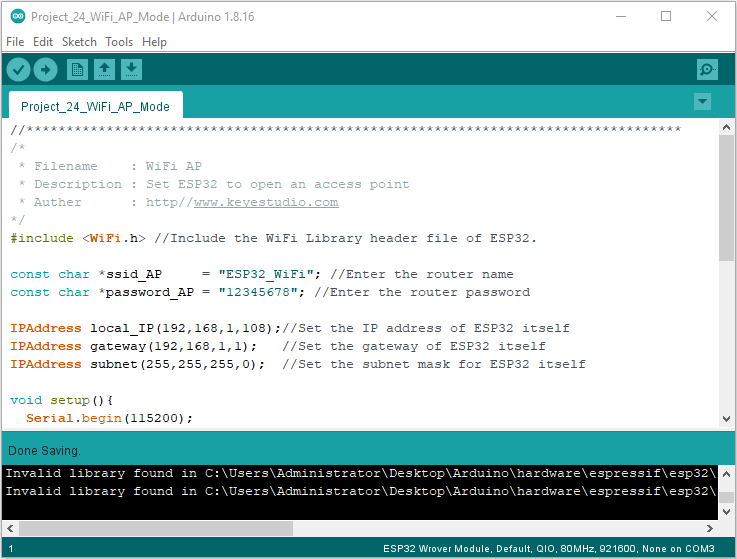 Project_24_WiFi_AP_Mode | Arduino 1.8.16
File Edit Sketch Tools Help
Project_24_WiFi_AP_Mode
//**********************************************************************************
/*
 * Filename    : WiFi AP
 * Description : Set ESP32 to open an access point
 * Auther      : http//www.keyestudio.com
*/
#include <WiFi.h> //Include the WiFi Library header file of ESP32.
const char *ssid_AP     = "ESP32_WiFi"; //Enter the router name
const char *password_AP = "12345678"; //Enter the router password
IPAddress local_IP(192,168,1,108);//Set the IP address of ESP32 itself
IPAddress gateway(192,168,1,1);   //Set the gateway of ESP32 itself
IPAddress subnet(255,255,255,0);  //Set the subnet mask for ESP32 itself
void setup(){
  Serial.begin(115200);
Done Saving.
Invalid library found in C:\Users\Administrator\Desktop\Arduino\hardware\espressif\esp32\
Invalid library found in C:\Users\Administrator\Desktop\Arduino\hardware\espressif\esp32\
1 ESP32 Wrover Module, Default, QIO, 80MHz, 921600, None on COM3